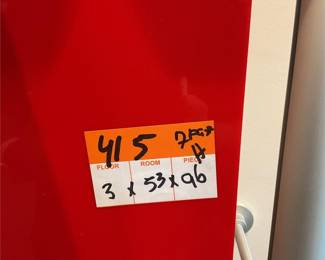 415
FLOOR ROOM PIECE
H
3 x 53 x 96